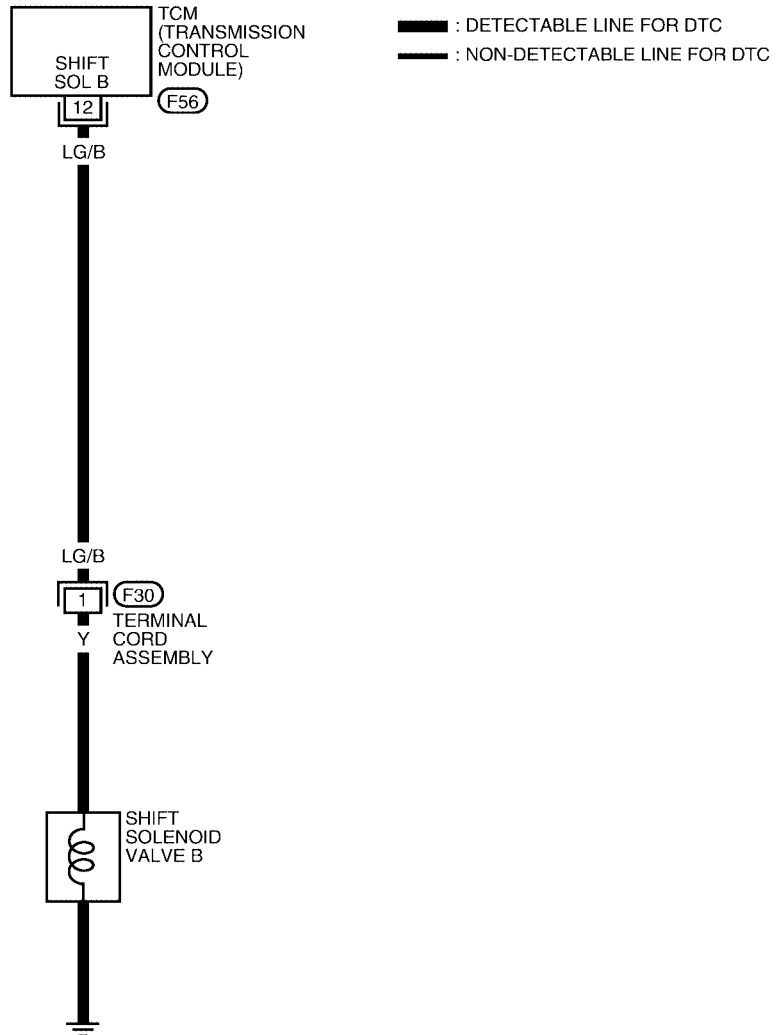 TCM
(TRANSMISSION
CONTROL
MODULE)
SHIFT
SOL B
12
F56
LG/B
: DETECTABLE LINE FOR DTC
: NON-DETECTABLE LINE FOR DTC
LG/B
1
F30
TERMINAL
CORD
ASSEMBLY
Y
SHIFT
SOLENOID
VALVE B